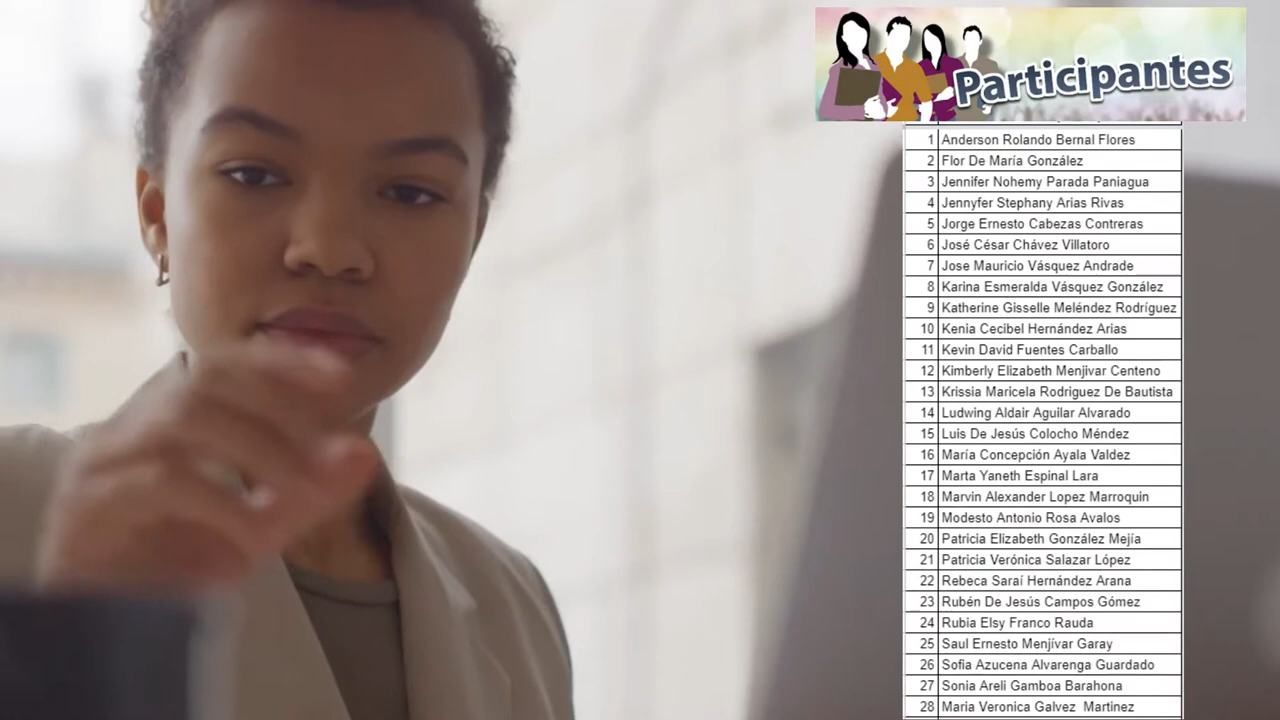 Participantes
1 Anderson Rolando Bernal Flores
2 Flor De María González
3 Jennifer Nohemy Parada Paniagua
4 Jennyfer Stephany Arias Rivas
5 Jorge Ernesto Cabezas Contreras
6 José César Chávez Villatoro
7 Jose Mauricio Vásquez Andrade
8 Karina Esmeralda Vásquez González
9 Katherine Gisselle Meléndez Rodríguez
10 Kenia Cecibel Hernández Arias
11 Kevin David Fuentes Carballo
12 Kimberly Elizabeth Menjivar Centeno
13 Krissia Maricela Rodriguez De Bautista
14 Ludwing Aldair Aguilar Alvarado
15 Luis De Jesús Colocho Méndez
16 María Concepción Ayala Valdez
17 Marta Yaneth Espinal Lara
18 Marvin Alexander Lopez Marroquin
19 Modesto Antonio Rosa Avalos
20 Patricia Elizabeth González Mejía
21 Patricia Verónica Salazar López
22 Rebeca Saraí Hernández Arana
23 Rubén De Jesús Campos Gómez
24 Rubia Elsy Franco Rauda
25 Saul Ernesto Menjívar Garay
26 Sofia Azucena Alvarenga Guardado
27 Sonia Areli Gamboa Barahona
28 Maria Veronica Galvez Martinez